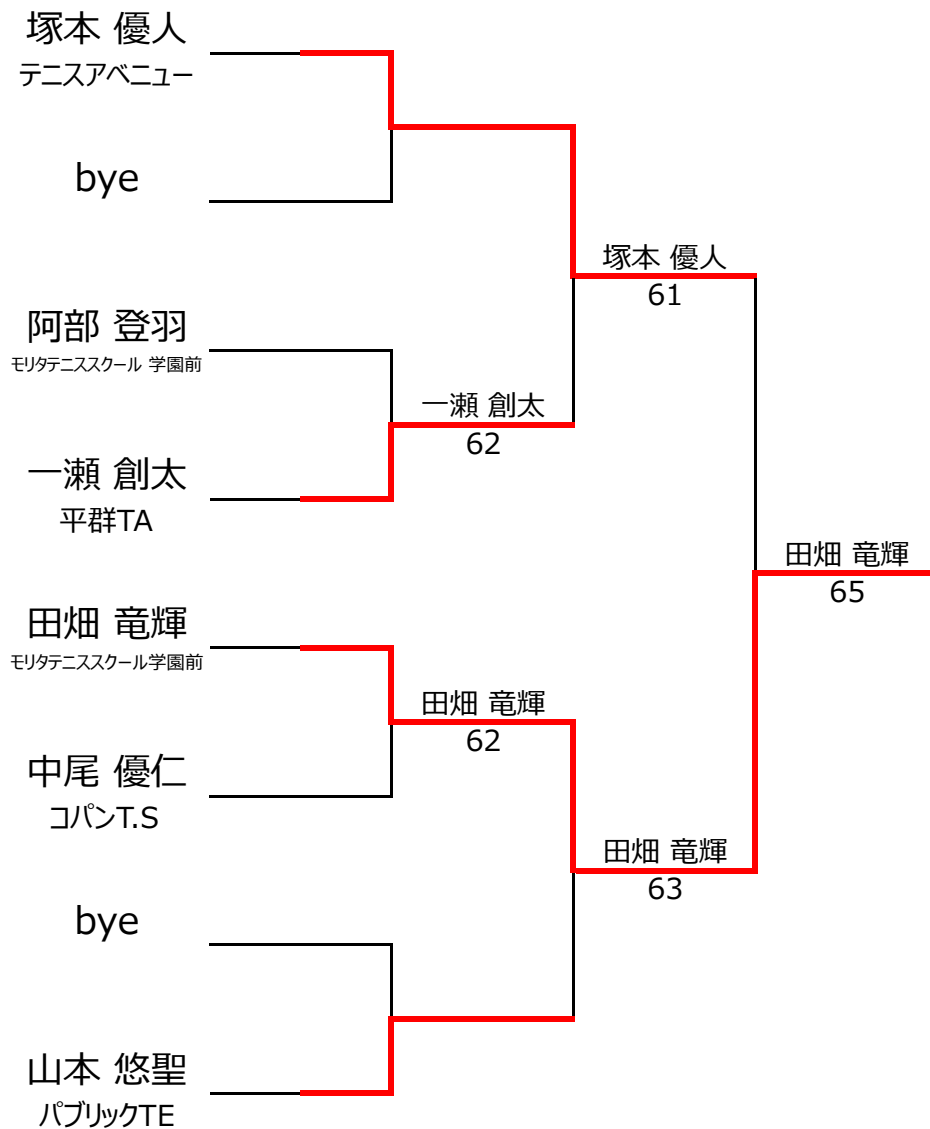 塚本 優人
テニスアベニュー
bye
塚本 優人
61
阿部 登羽
モリタテニススクール 学園前
一瀬 創太
62
一瀬 創太
平群TA
田畑 竜輝
65
田畑 竜輝
モリタテニススクール学園前
田畑 竜輝
62
中尾 優仁
コパンT.S
田畑 竜輝
63
bye
山本 悠聖
パブリックTE